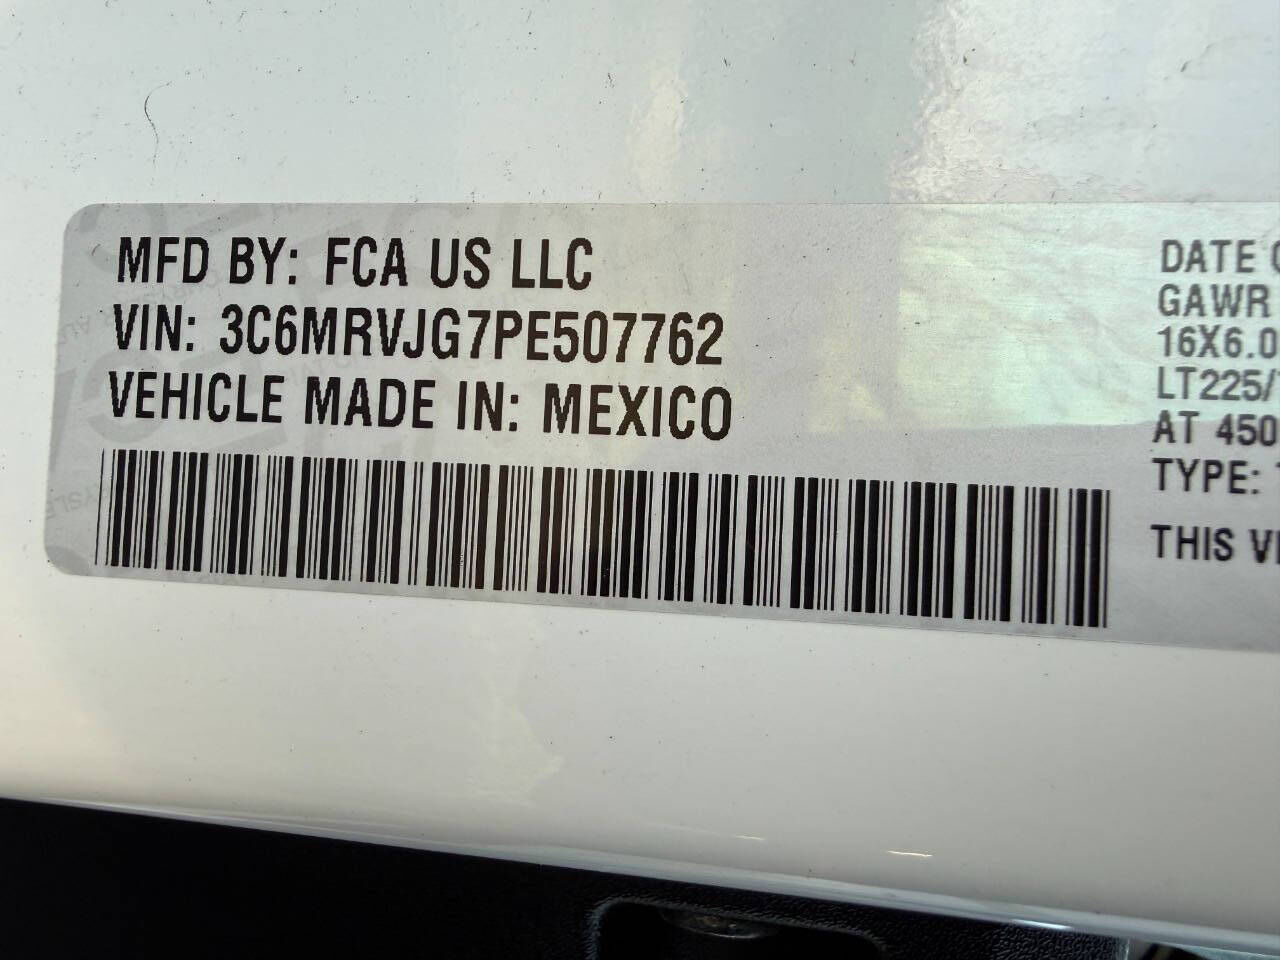 MFD BY: FCA US LLC
VIN: 3C6MRVJG7PE507762
VEHICLE MADE IN: MEXICO
DATE
GAWR
16X6.0
LT225/
AT 450
TYPE:
THIS